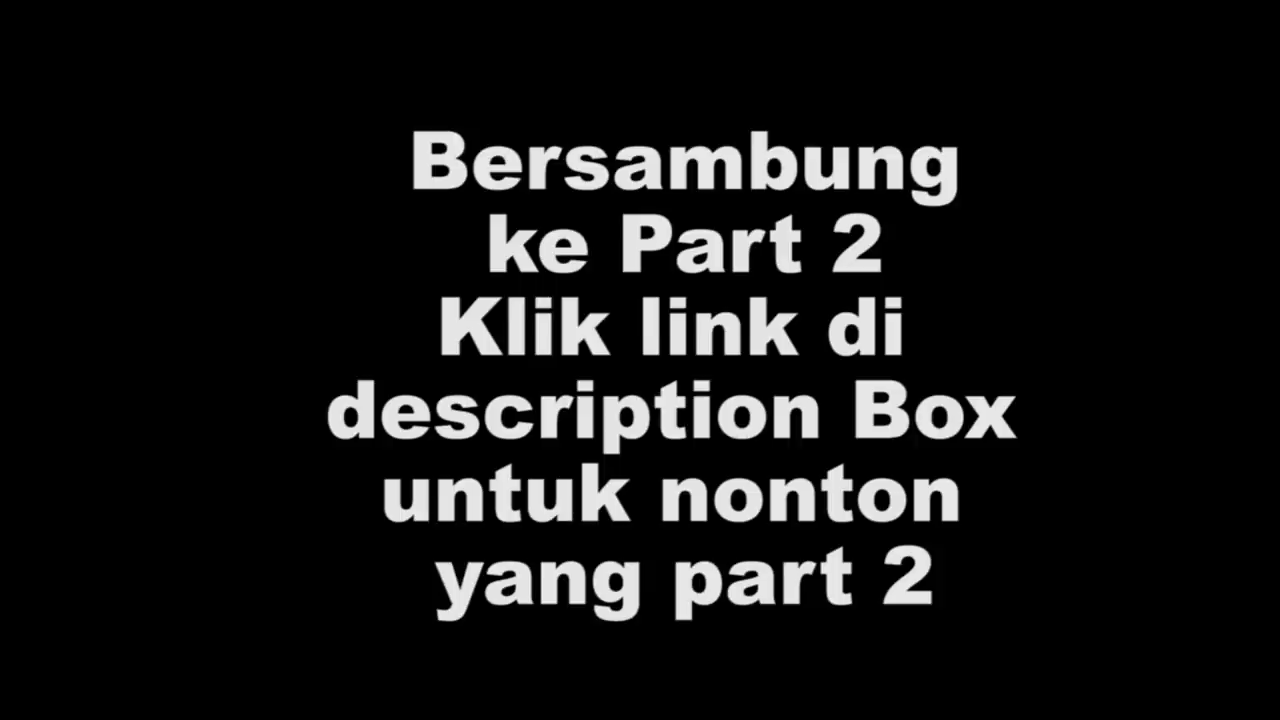 Bersambung
ke Part 2
Klik link di
description Box
untuk nonton
yang part 2